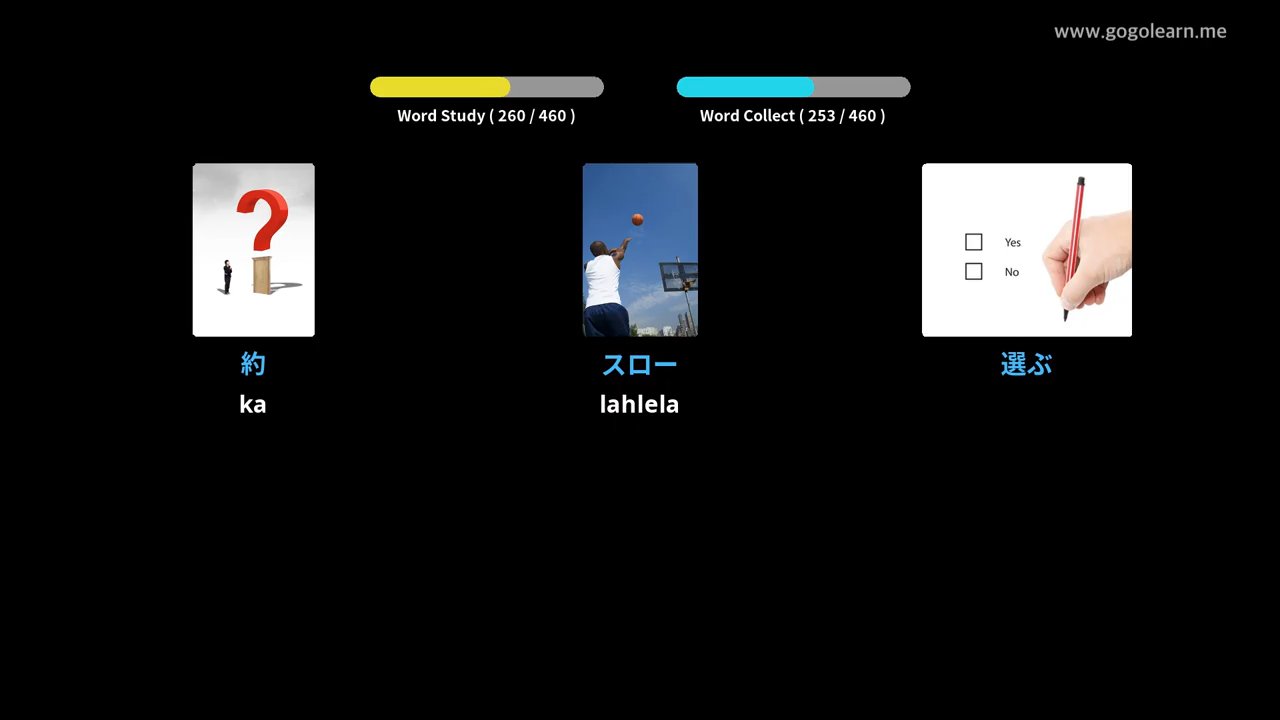 www.gogolearn.me
Word Study ( 260 / 460 )
Word Collect ( 253 / 460 )
Yes
No
約
スロー
選ぶ
ka
lahlela